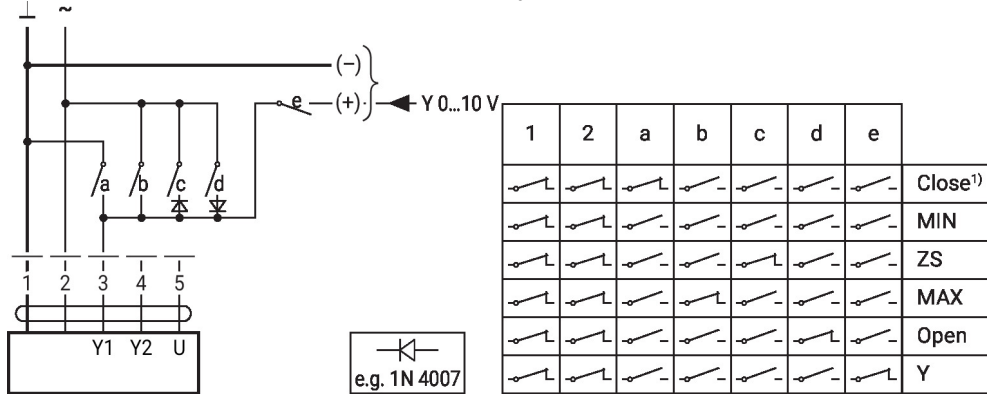 ⊥ ~
(−)
e (+) Y 0...10 V
a b c d
1 2 3 4 5
Y1 Y2 U
e.g. 1N 4007
1 2 a b c d e
Close¹⁾
MIN
ZS
MAX
Open
Y